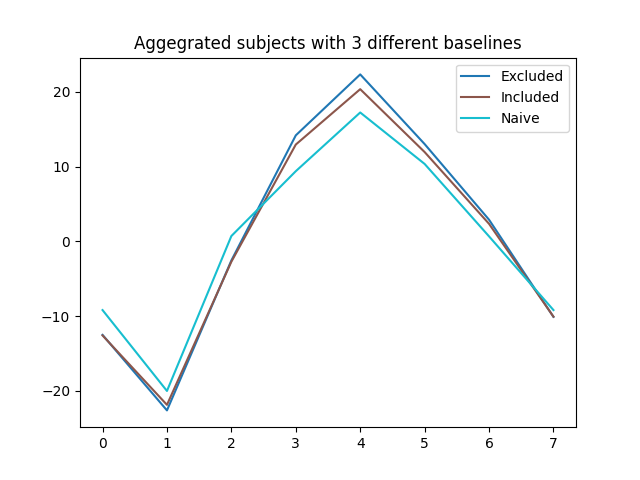 Aggegrated subjects with 3 different baselines
Excluded
Included
Naive
20
10
0
−10
−20
0 1 2 3 4 5 6 7